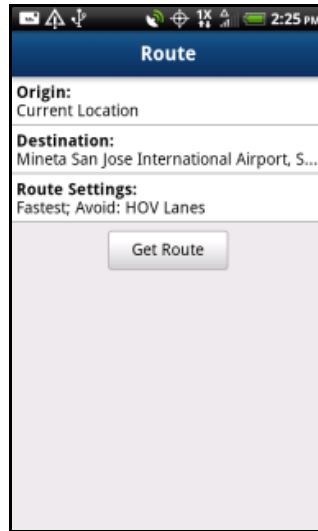 1X 2:25 PM
Route
Origin:
Current Location
Destination:
Mineta San Jose International Airport, S...
Route Settings:
Fastest; Avoid: HOV Lanes
Get Route